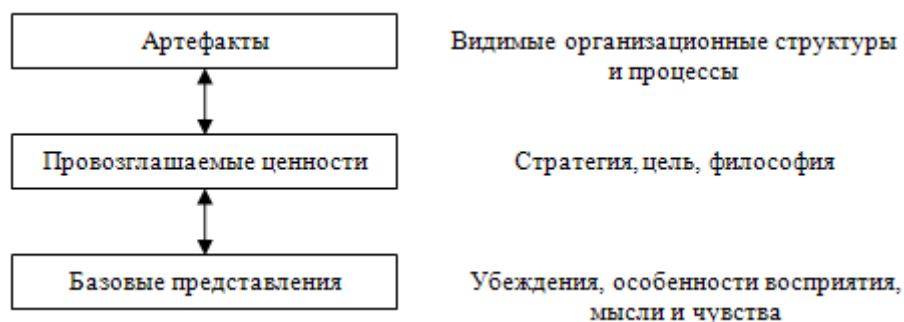 Артефакты
Видимые организационные структуры
и процессы
Провозглашаемые ценности
Стратегия, цель, философия
Базовые представления
Убеждения, особенности восприятия,
мысли и чувства